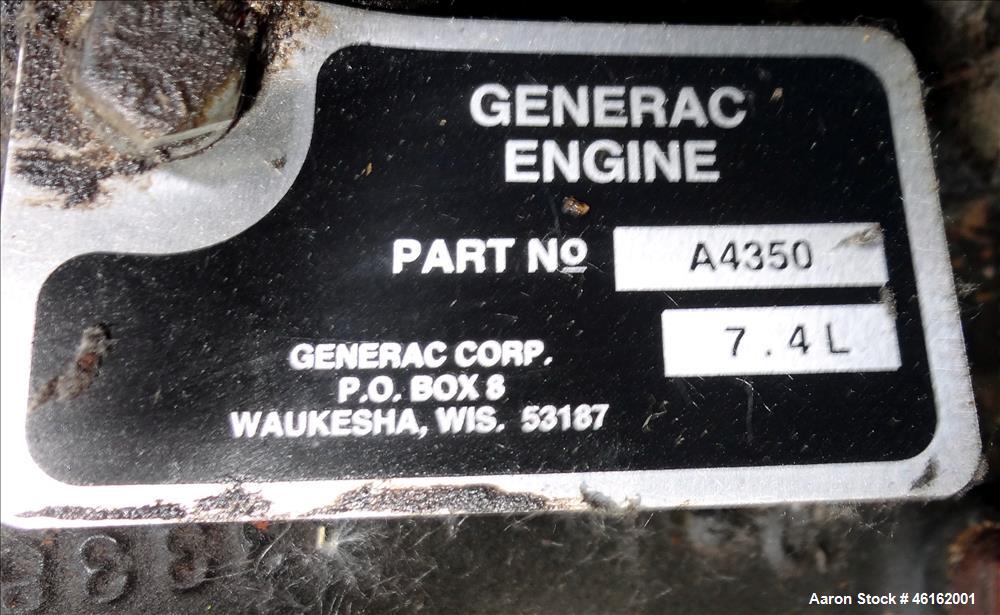 GENERAC
ENGINE
PART Nº A4350
7.4L
GENERAC CORP.
P.O. BOX 8
WAUKESHA, WIS. 53187
Aaron Stock # 46162001